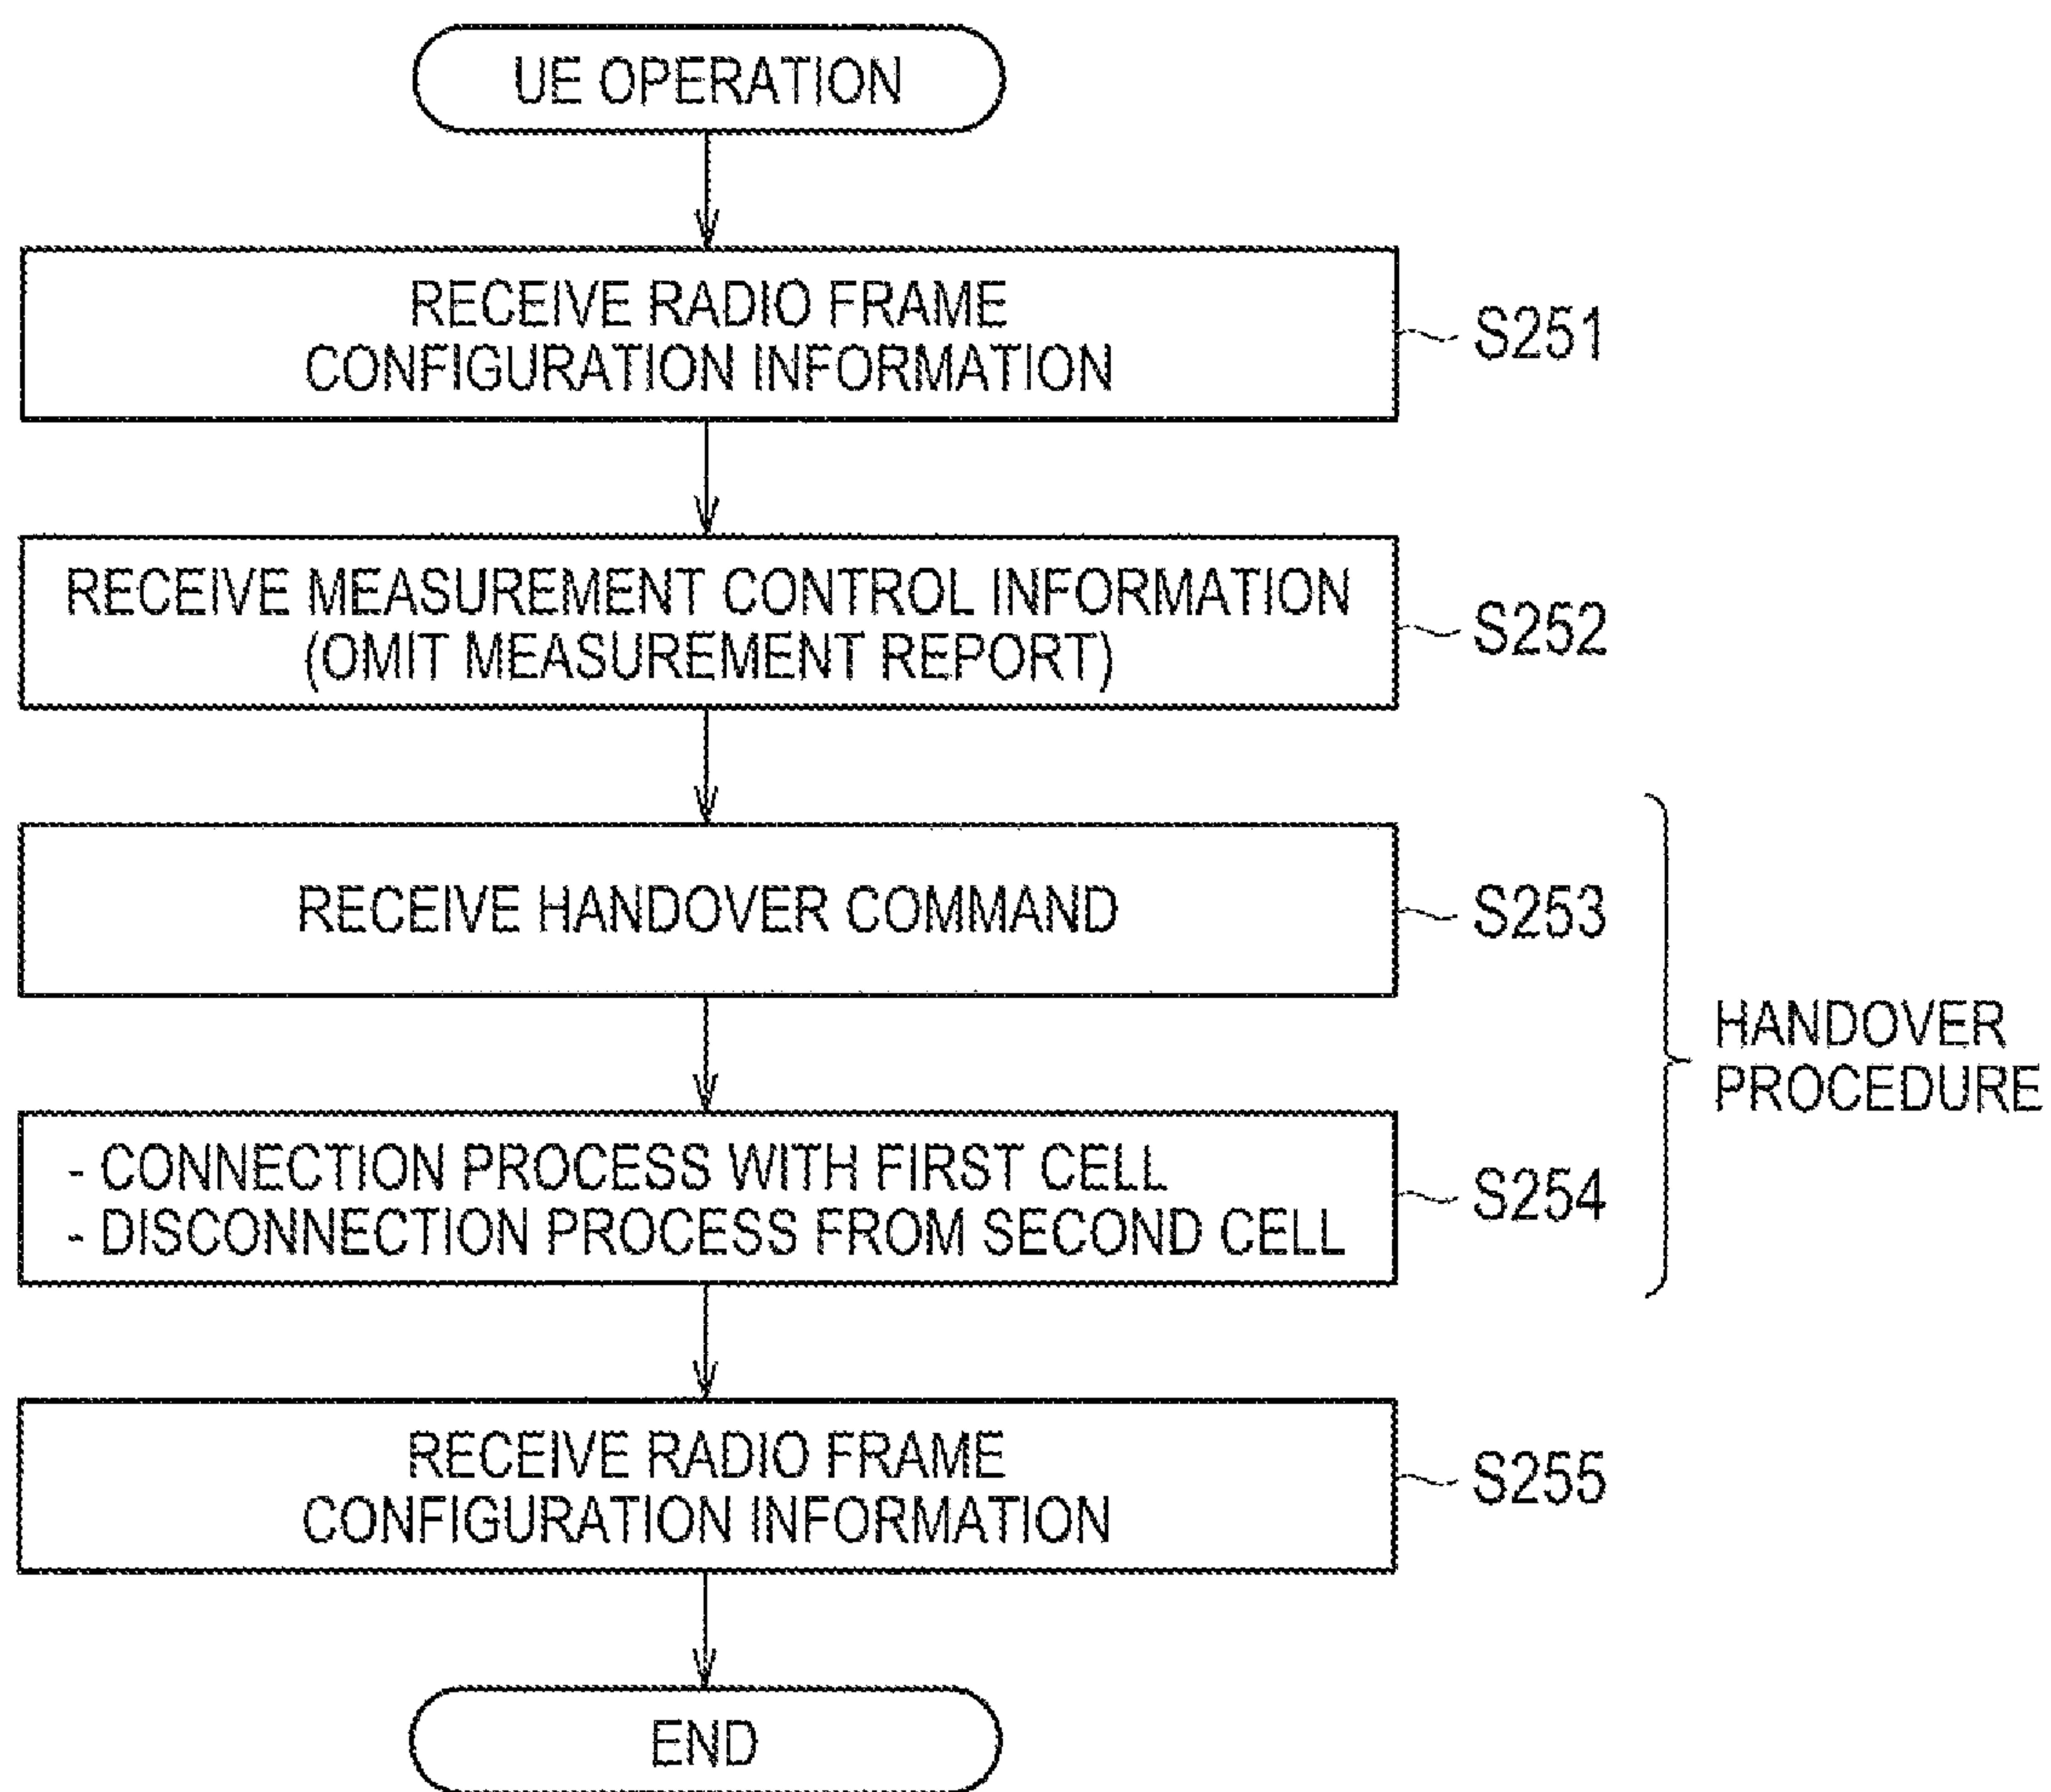 UE OPERATION
RECEIVE RADIO FRAME
CONFIGURATION INFORMATION
S251
RECEIVE MEASUREMENT CONTROL INFORMATION
(OMIT MEASUREMENT REPORT)
S252
RECEIVE HANDOVER COMMAND
S253
HANDOVER
PROCEDURE
- CONNECTION PROCESS WITH FIRST CELL
- DISCONNECTION PROCESS FROM SECOND CELL
S254
RECEIVE RADIO FRAME
CONFIGURATION INFORMATION
S255
END